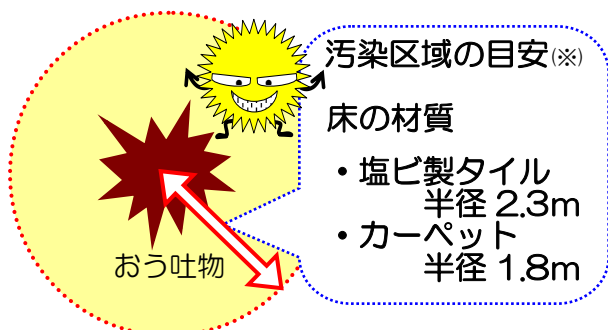 汚染区域の目安(※)
床の材質
・塩ビ製タイル
半径 2.3m
・カーペット
半径 1.8m
おう吐物